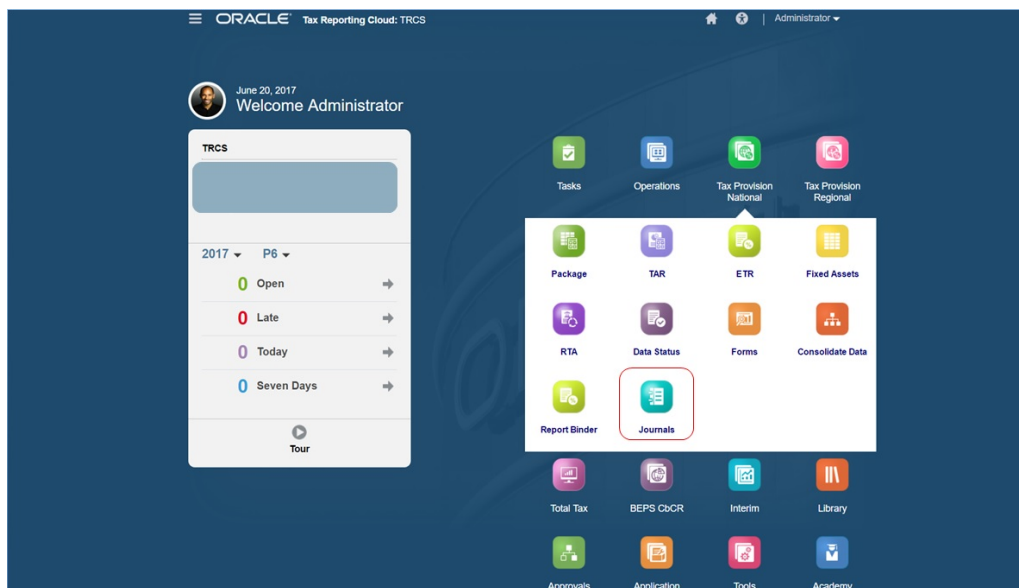 ORACLE Tax Reporting Cloud: TRCS
Administrator
June 20, 2017
Welcome Administrator
TRCS
2017 P6
0 Open
0 Late
0 Today
0 Seven Days
Tour
Tasks Operations Tax Provision National Tax Provision Regional
Package TAR ETR Fixed Assets
RTA Data Status Forms Consolidate Data
Report Binder Journals
Total Tax BEPS CbCR Interim Library
Approvals Application Tools Academy